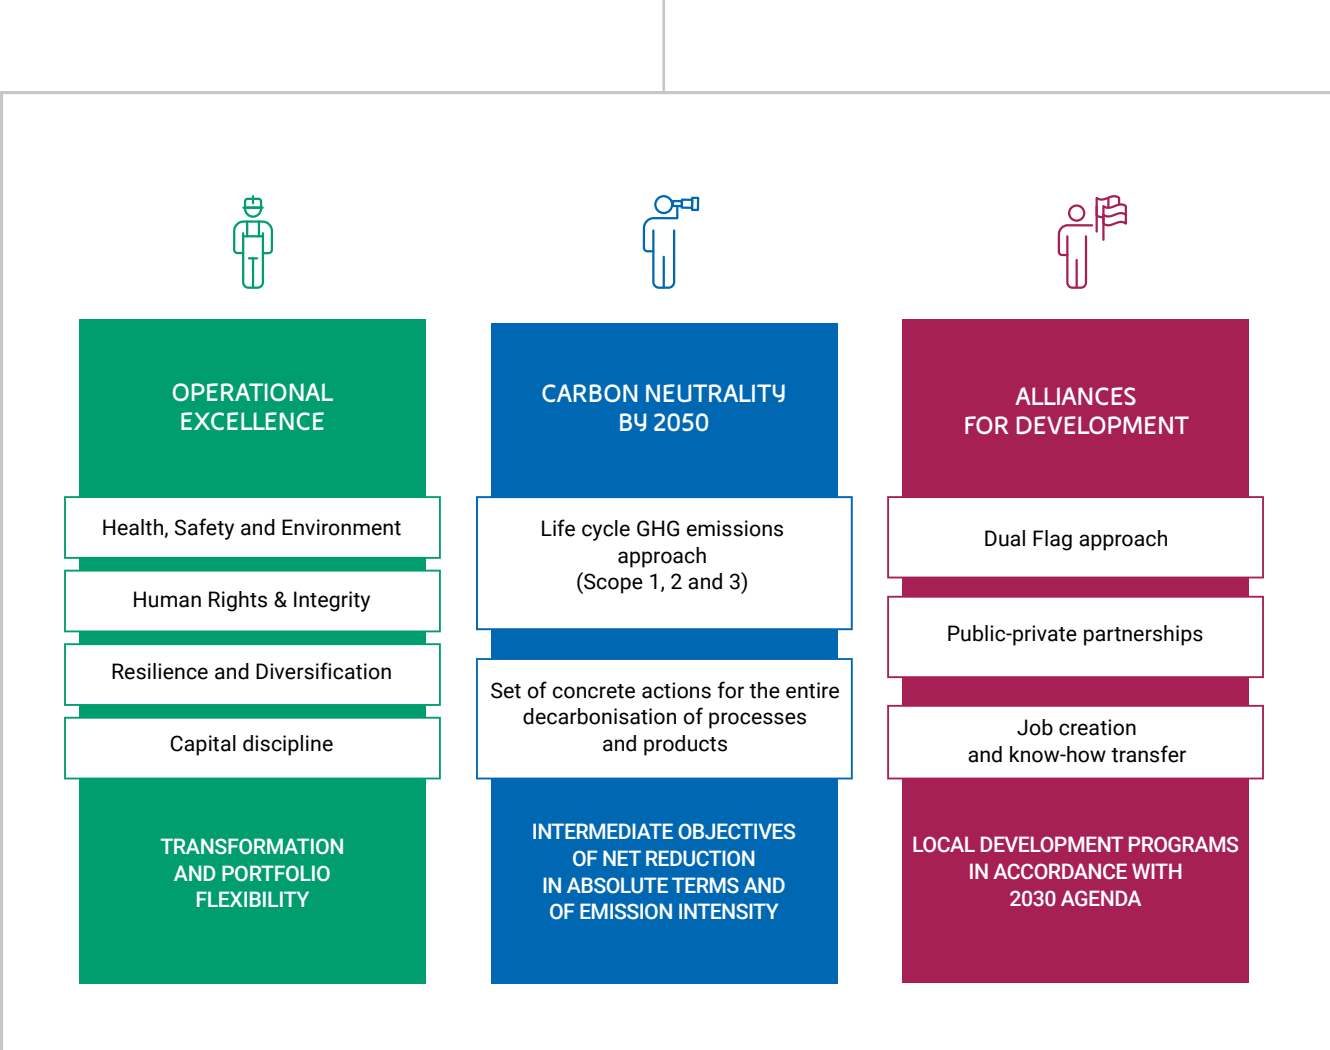 OPERATIONAL
EXCELLENCE
Health, Safety and Environment
Human Rights & Integrity
Resilience and Diversification
Capital discipline
TRANSFORMATION
AND PORTFOLIO
FLEXIBILITY
CARBON NEUTRALITY
BY 2050
Life cycle GHG emissions
approach
(Scope 1, 2 and 3)
Set of concrete actions for the entire
decarbonisation of processes
and products
INTERMEDIATE OBJECTIVES
OF NET REDUCTION
IN ABSOLUTE TERMS AND
OF EMISSION INTENSITY
ALLIANCES
FOR DEVELOPMENT
Dual Flag approach
Public-private partnerships
Job creation
and know-how transfer
LOCAL DEVELOPMENT PROGRAMS
IN ACCORDANCE WITH
2030 AGENDA